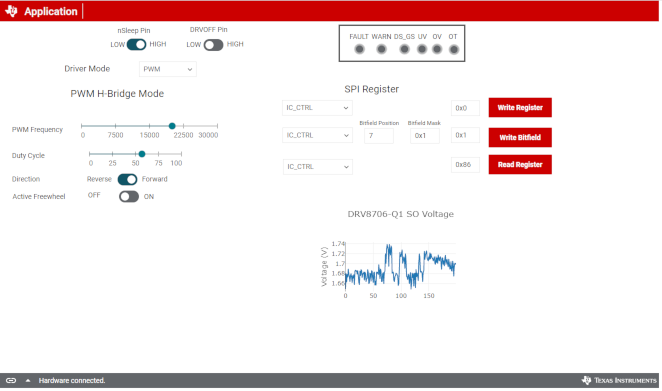 Application
nSleep Pin
LOW HIGH
DRVOFF Pin
LOW HIGH
FAULT WARN DS_GS UV OV OT
Driver Mode PWM
PWM H-Bridge Mode
PWM Frequency
0 7500 15000 22500 30000
Duty Cycle
0 25 50 75 100
Direction Reverse Forward
Active Freewheel OFF ON
SPI Register
IC_CTRL 0x0 Write Register
Bitfield Position Bitfield Mask
IC_CTRL 7 0x1 0x1 Write Bitfield
IC_CTRL 0x86 Read Register
DRV8706-Q1 SO Voltage
Voltage (V)
1.74
1.72
1.7
1.68
1.66
0 50 100 150
Hardware connected.
TEXAS INSTRUMENTS